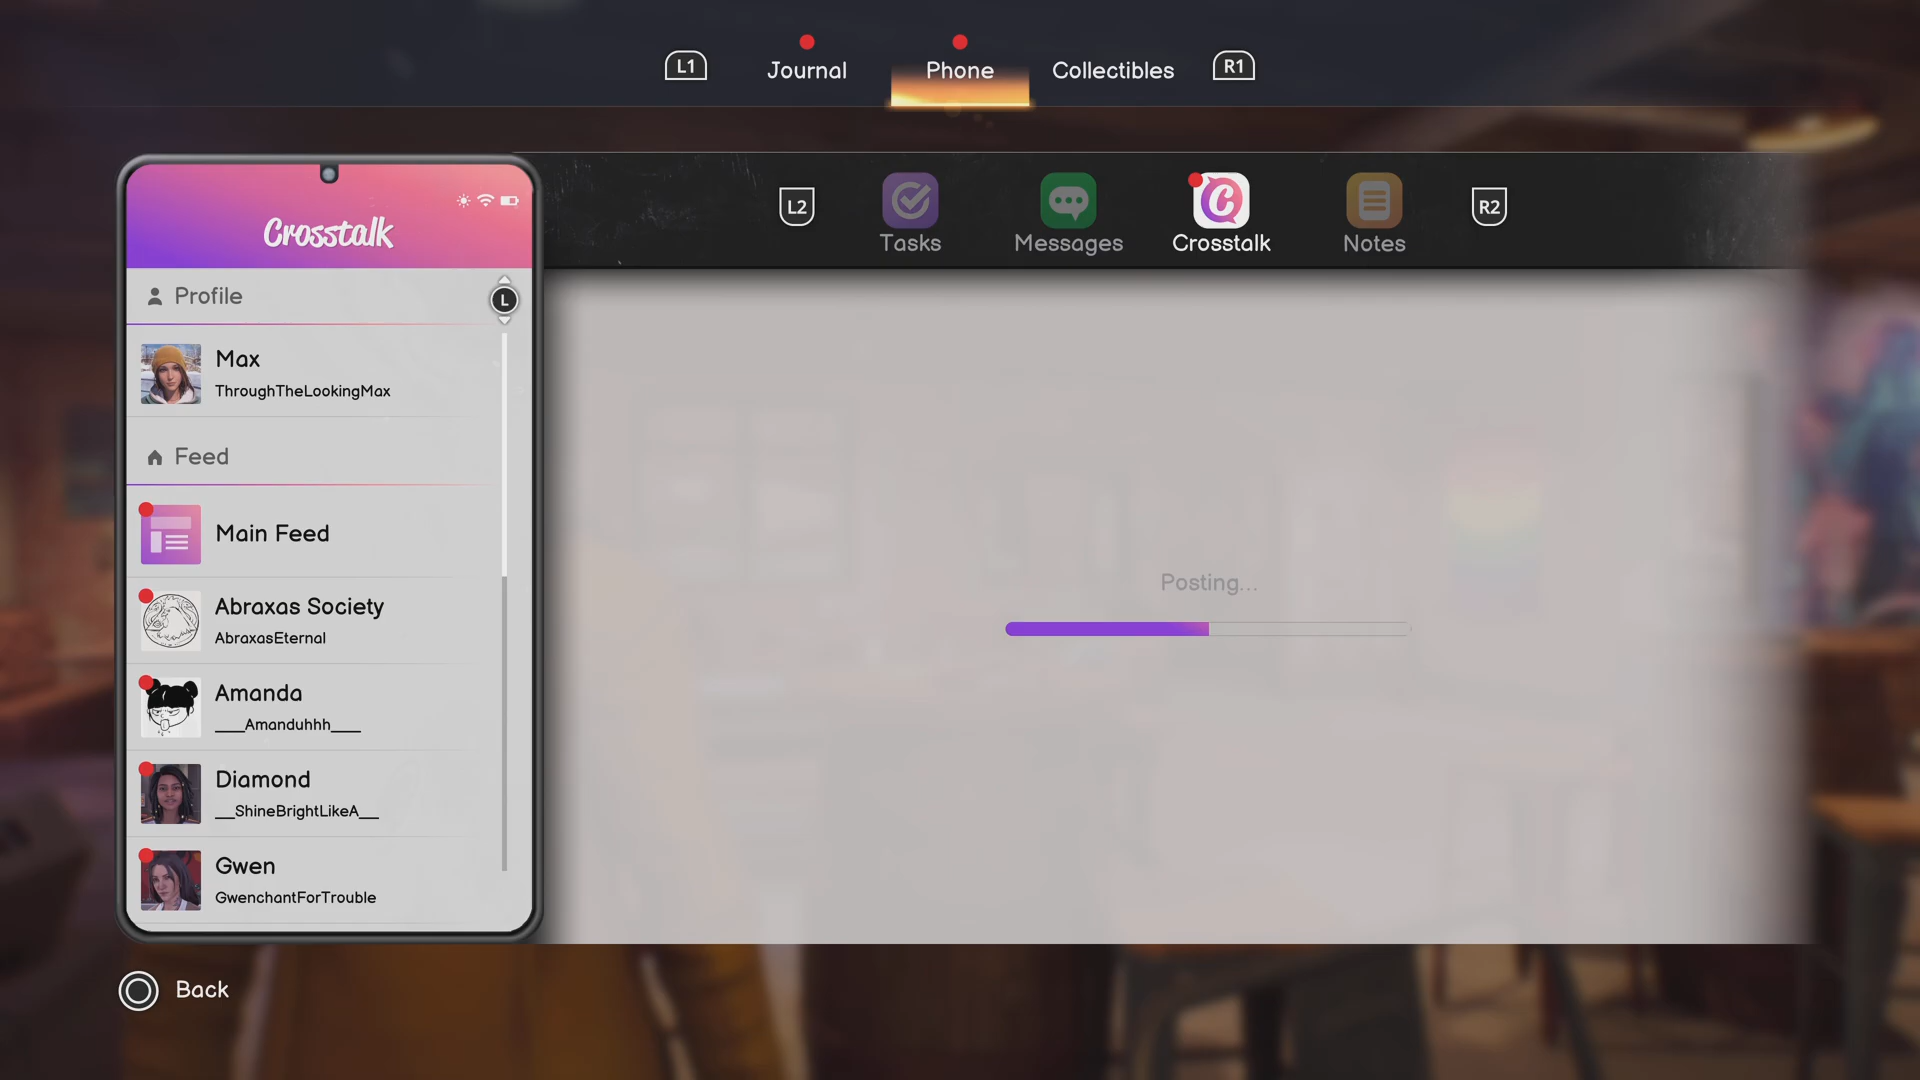 L1
Journal
Phone
Collectibles
R1
Crosstalk
L2
Tasks
Messages
Crosstalk
Notes
R2
Profile
L
Max
ThroughTheLookingMax
Feed
Main Feed
Abraxas Society
AbraxasEternal
Amanda
___Amanduhhh___
Diamond
__ShineBrightLikeA__
Gwen
GwenchantForTrouble
Posting...
Back